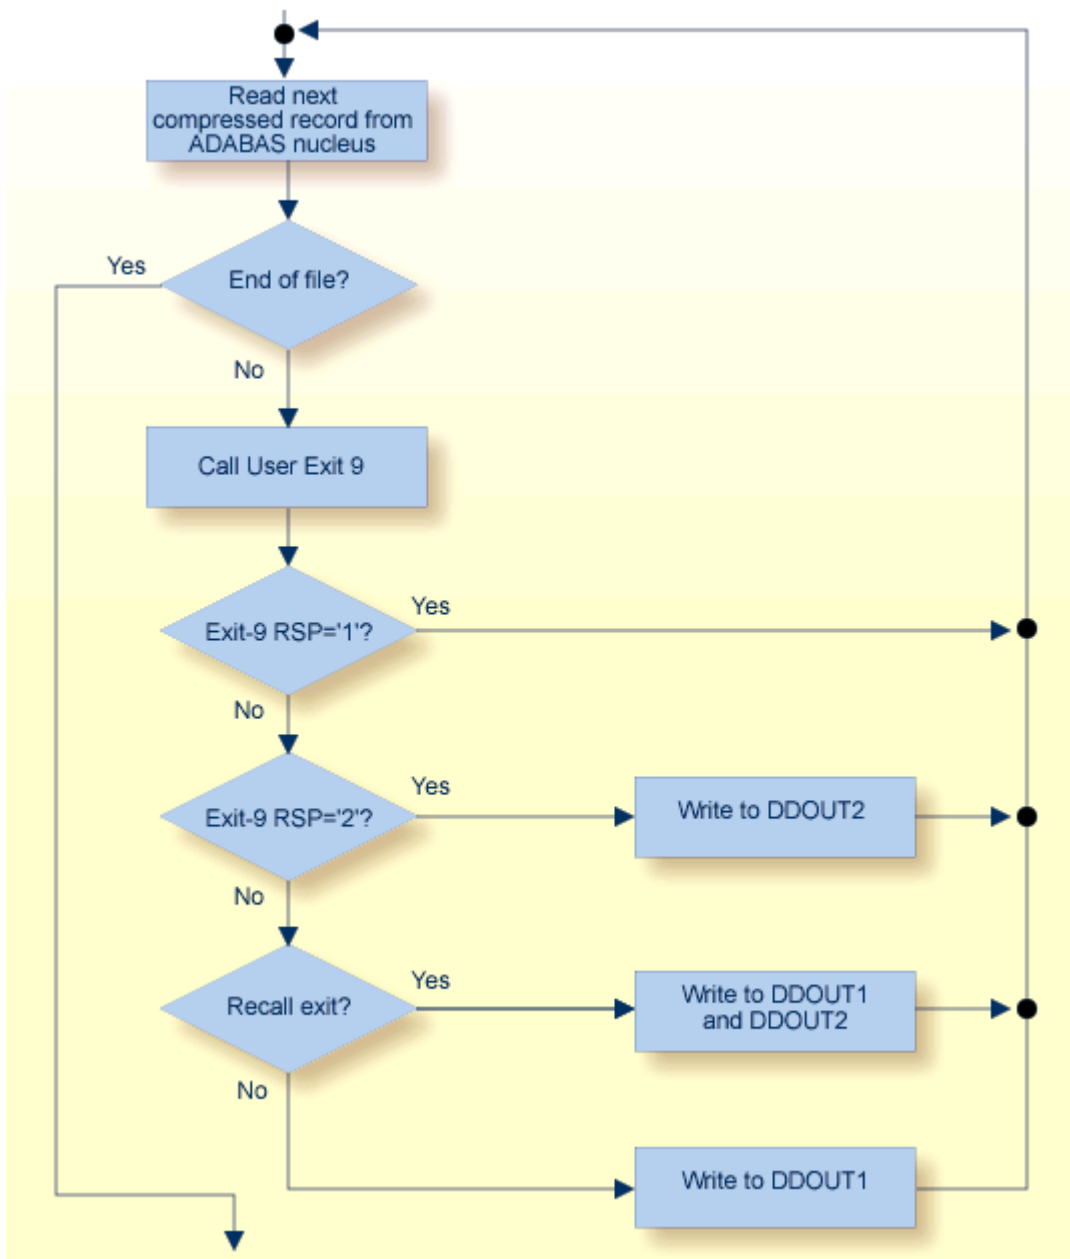 Read next
compressed record from
ADABAS nucleus
Yes
End of file?
No
Call User Exit 9
Yes
Exit-9 RSP='1'?
No
Yes
Exit-9 RSP='2'?
Write to DDOUT2
No
Yes
Recall exit?
Write to DDOUT1
and DDOUT2
No
Write to DDOUT1